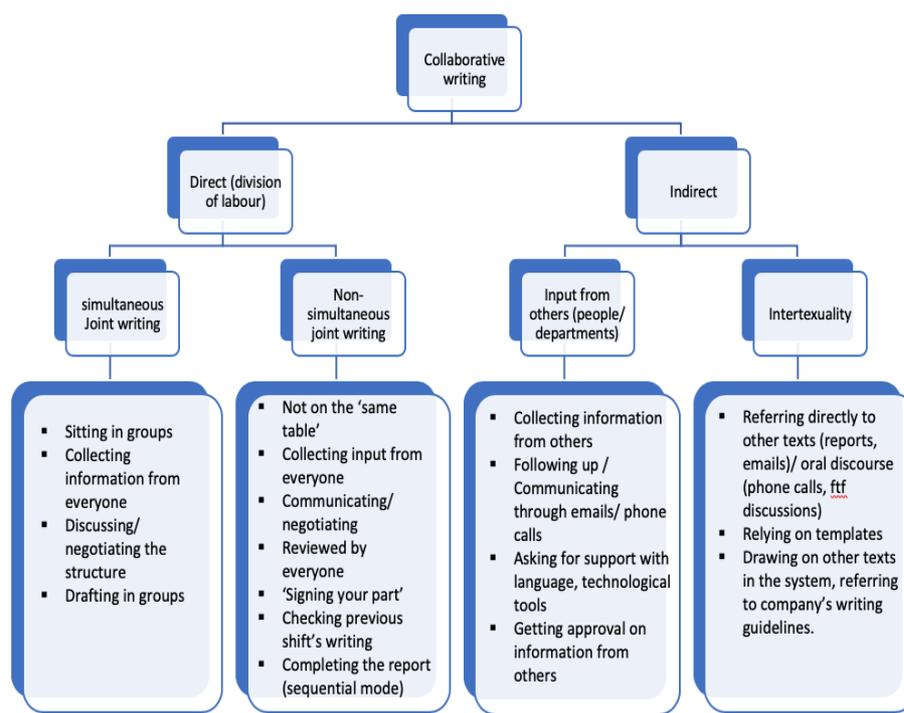 Collaborative
writing
Direct (division
of labour)
Indirect
simultaneous
Joint writing
Non-
simultaneous
joint writing
Input from
others (people/
departments)
Intertexuality
▪ Sitting in groups
▪ Collecting
information from
everyone
▪ Discussing/
negotiating the
structure
▪ Drafting in groups
▪ Not on the ‘same
table’
▪ Collecting input from
everyone
▪ Communicating/
negotiating
▪ Reviewed by
everyone
▪ ‘Signing your part’
▪ Checking previous
shift’s writing
▪ Completing the report
(sequential mode)
▪ Collecting information
from others
▪ Following up /
Communicating
through emails/ phone
calls
▪ Asking for support with
language, technological
tools
▪ Getting approval on
information from
others
▪ Referring directly to
other texts (reports,
emails)/ oral discourse
(phone calls, ftf
discussions)
▪ Relying on templates
▪ Drawing on other texts
in the system, referring
to company’s writing
guidelines.